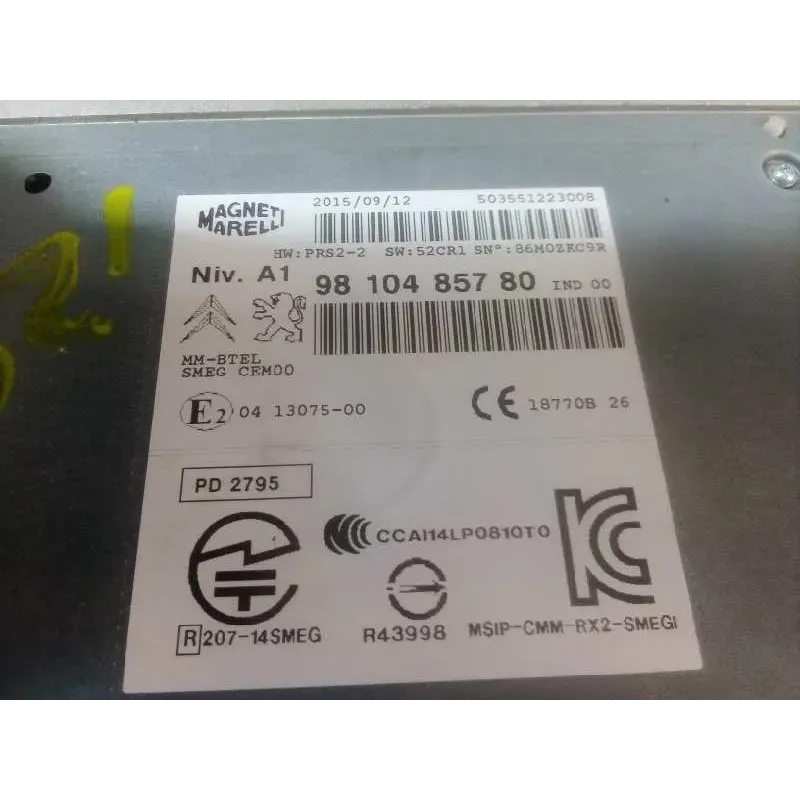 MAGNETI MARELLI
2015/09/12 503551223008
HW:PRS2-2 SW:52CR1 SN°:86MOZKC9R
Niv. A1 98 104 857 80 IND 00
MM-BTEL
SMEG CEM00
E2 04 13075-00 CE 18770B 26
PD 2795
CCAI14LP0810T0
R 207-14SMEG R43998 MSIP-CMM-RX2-SMEGI